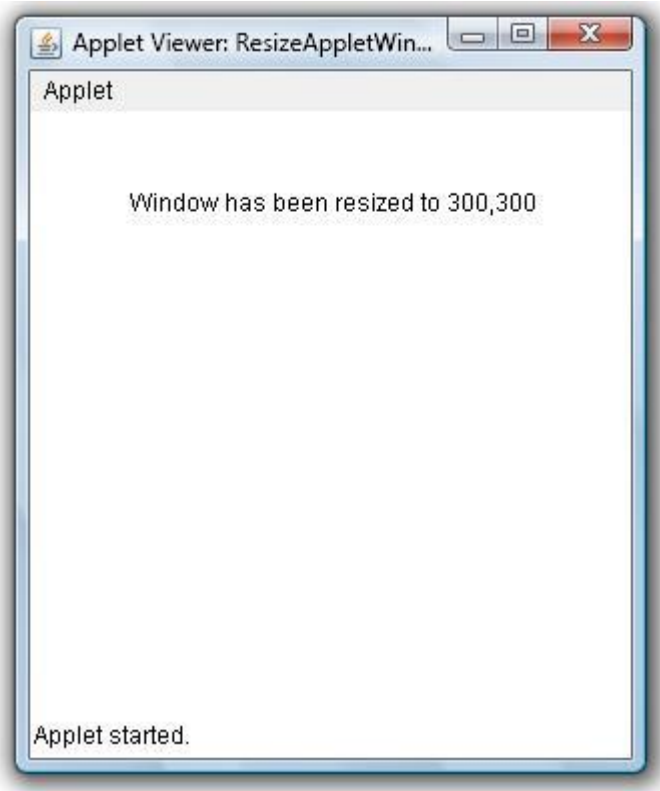 Applet Viewer: ResizeAppletWin...
Applet
Window has been resized to 300,300
Applet started.